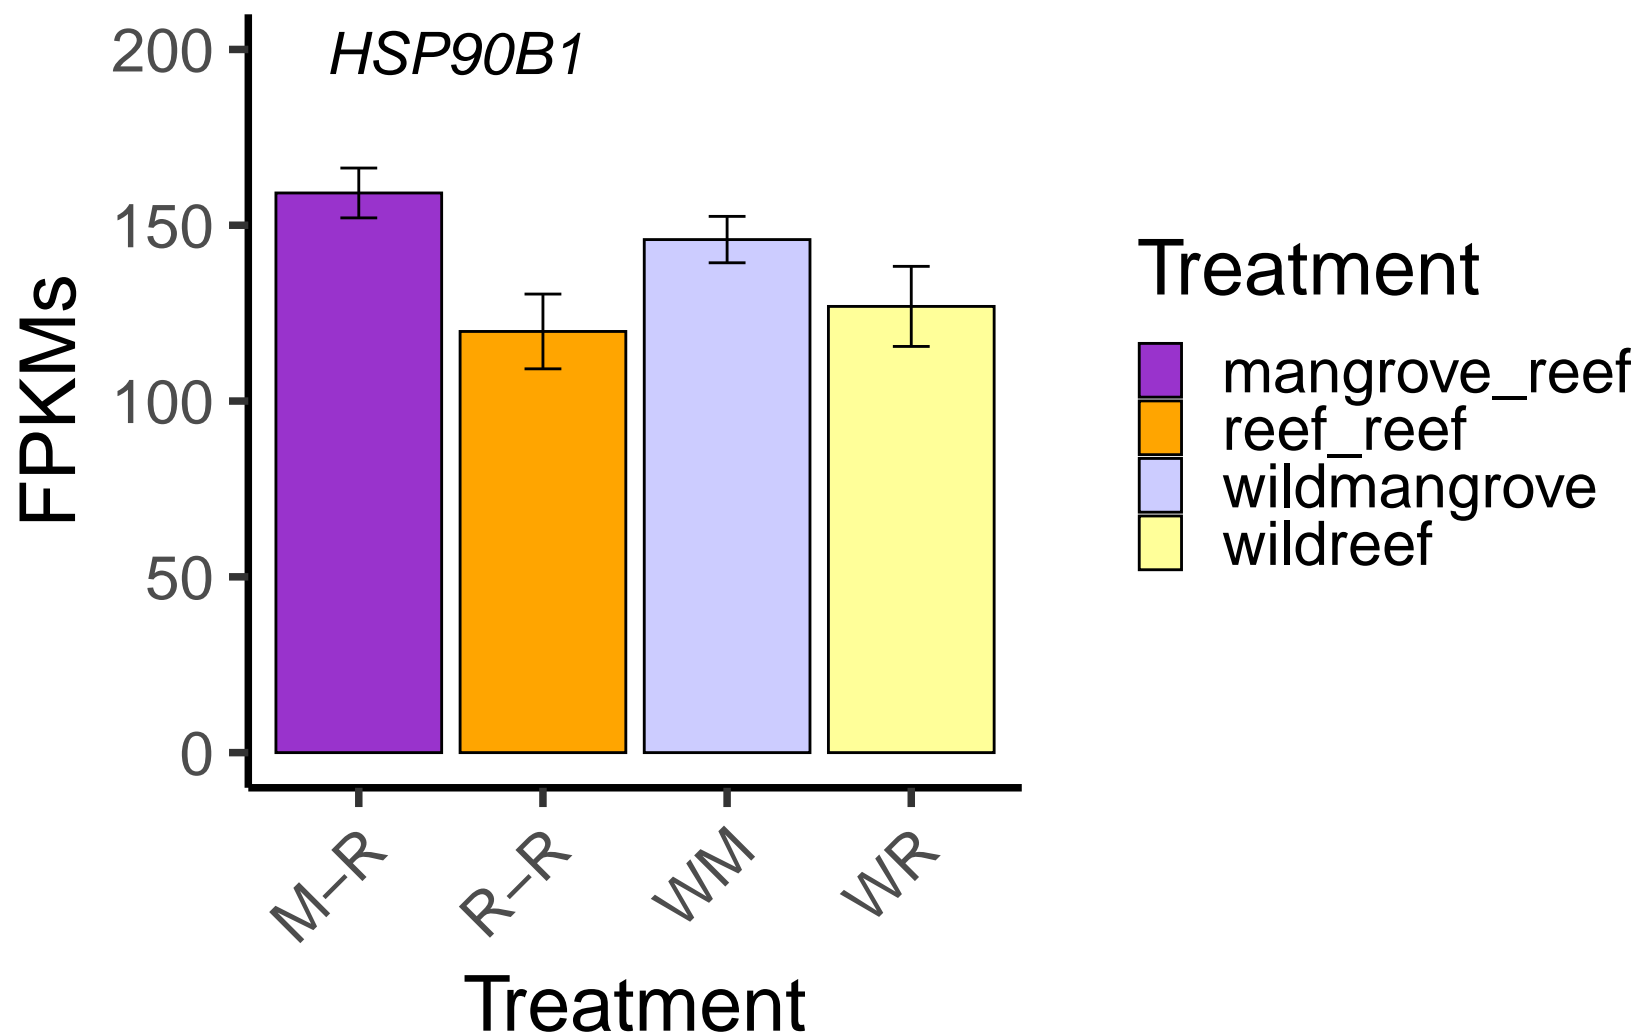 HSP90B1
200
150
100
50
0
FPKMs
M–R
R–R
WM
WR
Treatment
Treatment
mangrove_reef
reef_reef
wildmangrove
wildreef